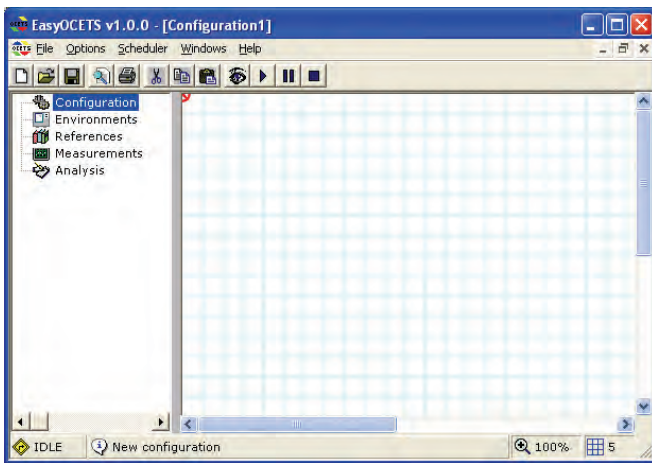 EasyOCETS v1.0.0 - [Configuration1]
File Options Scheduler Windows Help
Configuration
Environments
References
Measurements
Analysis
IDLE New configuration 100% 5